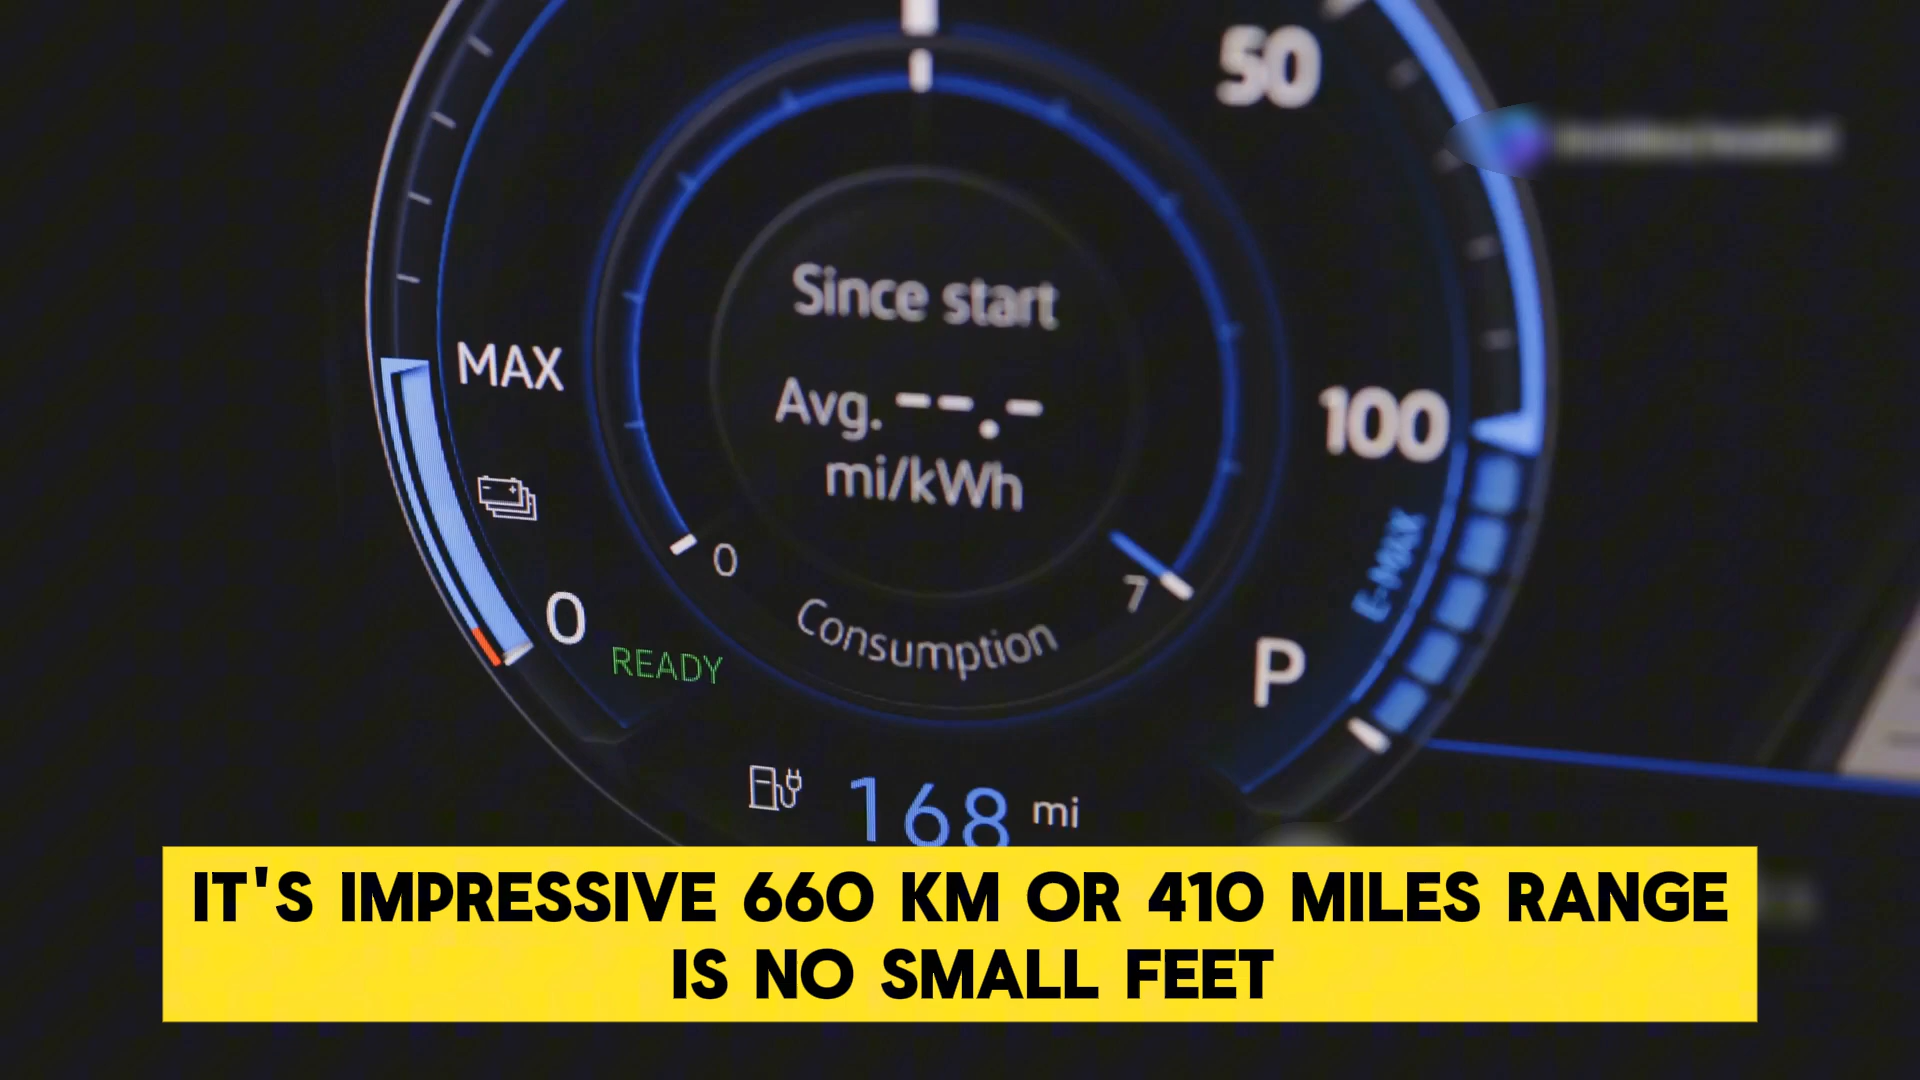 50
Since start
MAX
Avg. --.-
100
mi/kWh
E-MAX
0
7
0
Consumption
READY
P
168 mi
IT'S IMPRESSIVE 660 KM OR 410 MILES RANGE
IS NO SMALL FEET